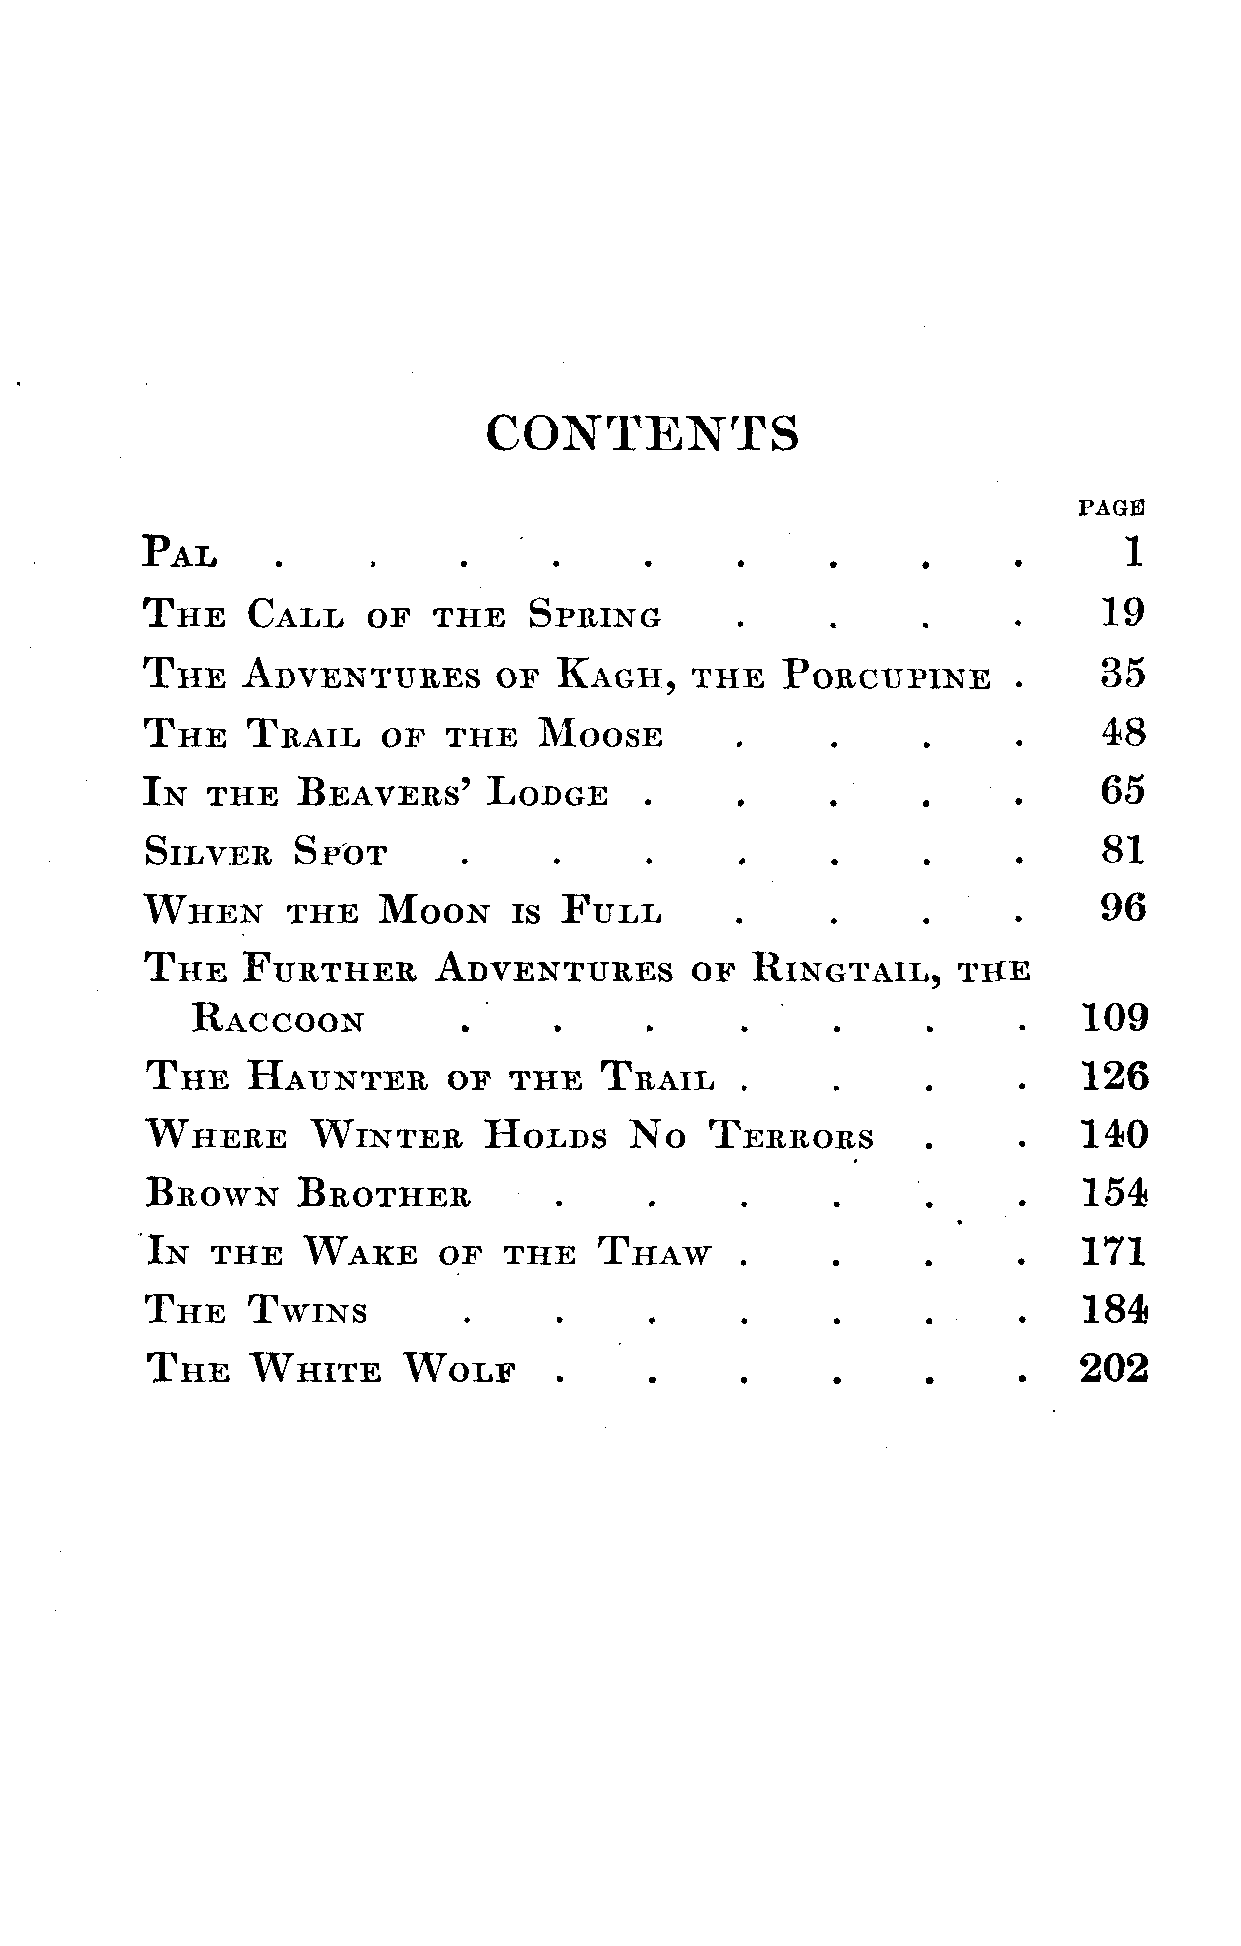 CONTENTS
PAGE
PAL . . . . . . . . . 1
THE CALL OF THE SPRING . . . . 19
THE ADVENTURES OF KAGH, THE PORCUPINE . 35
THE TRAIL OF THE MOOSE . . . . 48
IN THE BEAVERS' LODGE . . . . . 65
SILVER SPOT . . . . . . . 81
WHEN THE MOON IS FULL . . . . 96
THE FURTHER ADVENTURES OF RINGTAIL, THE
RACCOON . . . . . . . 109
THE HAUNTER OF THE TRAIL . . . . 126
WHERE WINTER HOLDS NO TERRORS . . 140
BROWN BROTHER . . . . . . 154
IN THE WAKE OF THE THAW . . . . 171
THE TWINS . . . . . . . 184
THE WHITE WOLF . . . . . . 202